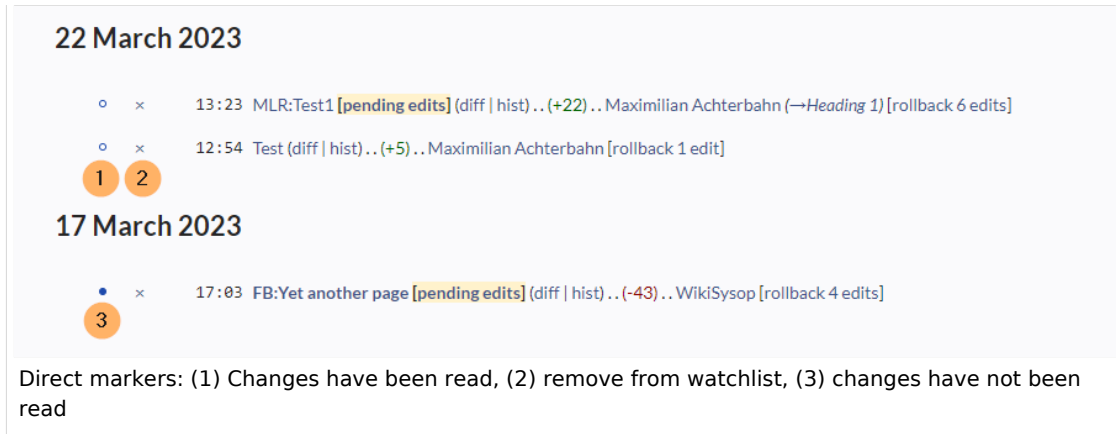 22 March 2023
× 13:23 MLR:Test1 [pending edits] (diff | hist) . . (+22) . . Maximilian Achterbahn (→Heading 1) [rollback 6 edits]
× 12:54 Test (diff | hist) . . (+5) . . Maximilian Achterbahn [rollback 1 edit]
1 2
17 March 2023
× 17:03 FB:Yet another page [pending edits] (diff | hist) . . (-43) . . WikiSysop [rollback 4 edits]
3
Direct markers: (1) Changes have been read, (2) remove from watchlist, (3) changes have not been
read